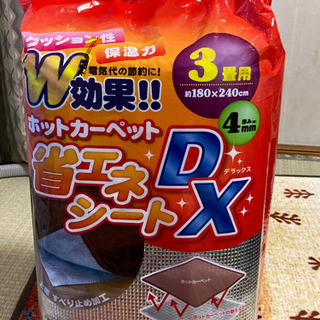 クッション性
保温力
電気代の節約に!
W効果!!
3畳用
約180×240cm
厚み約
4mm
ホットカーペット
省エネ
シート
DX
デラックス
すべり止め加工
ホットカーペット